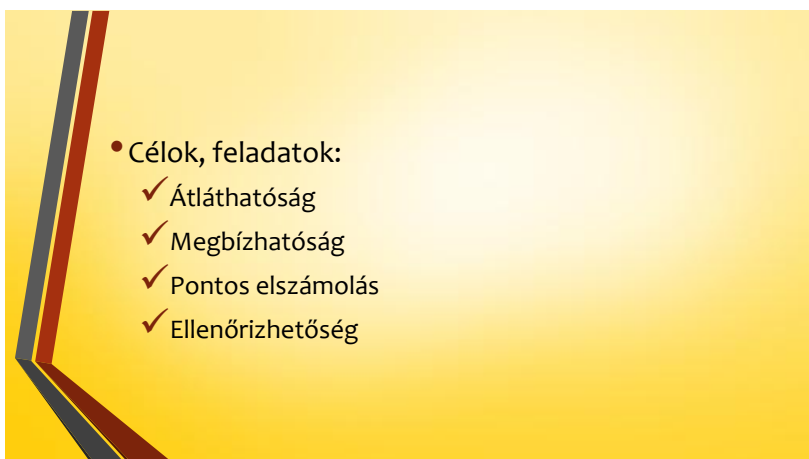 • Célok, feladatok:
✓ Átláthatóság
✓ Megbízhatóság
✓ Pontos elszámolás
✓ Ellenőrizhetőség